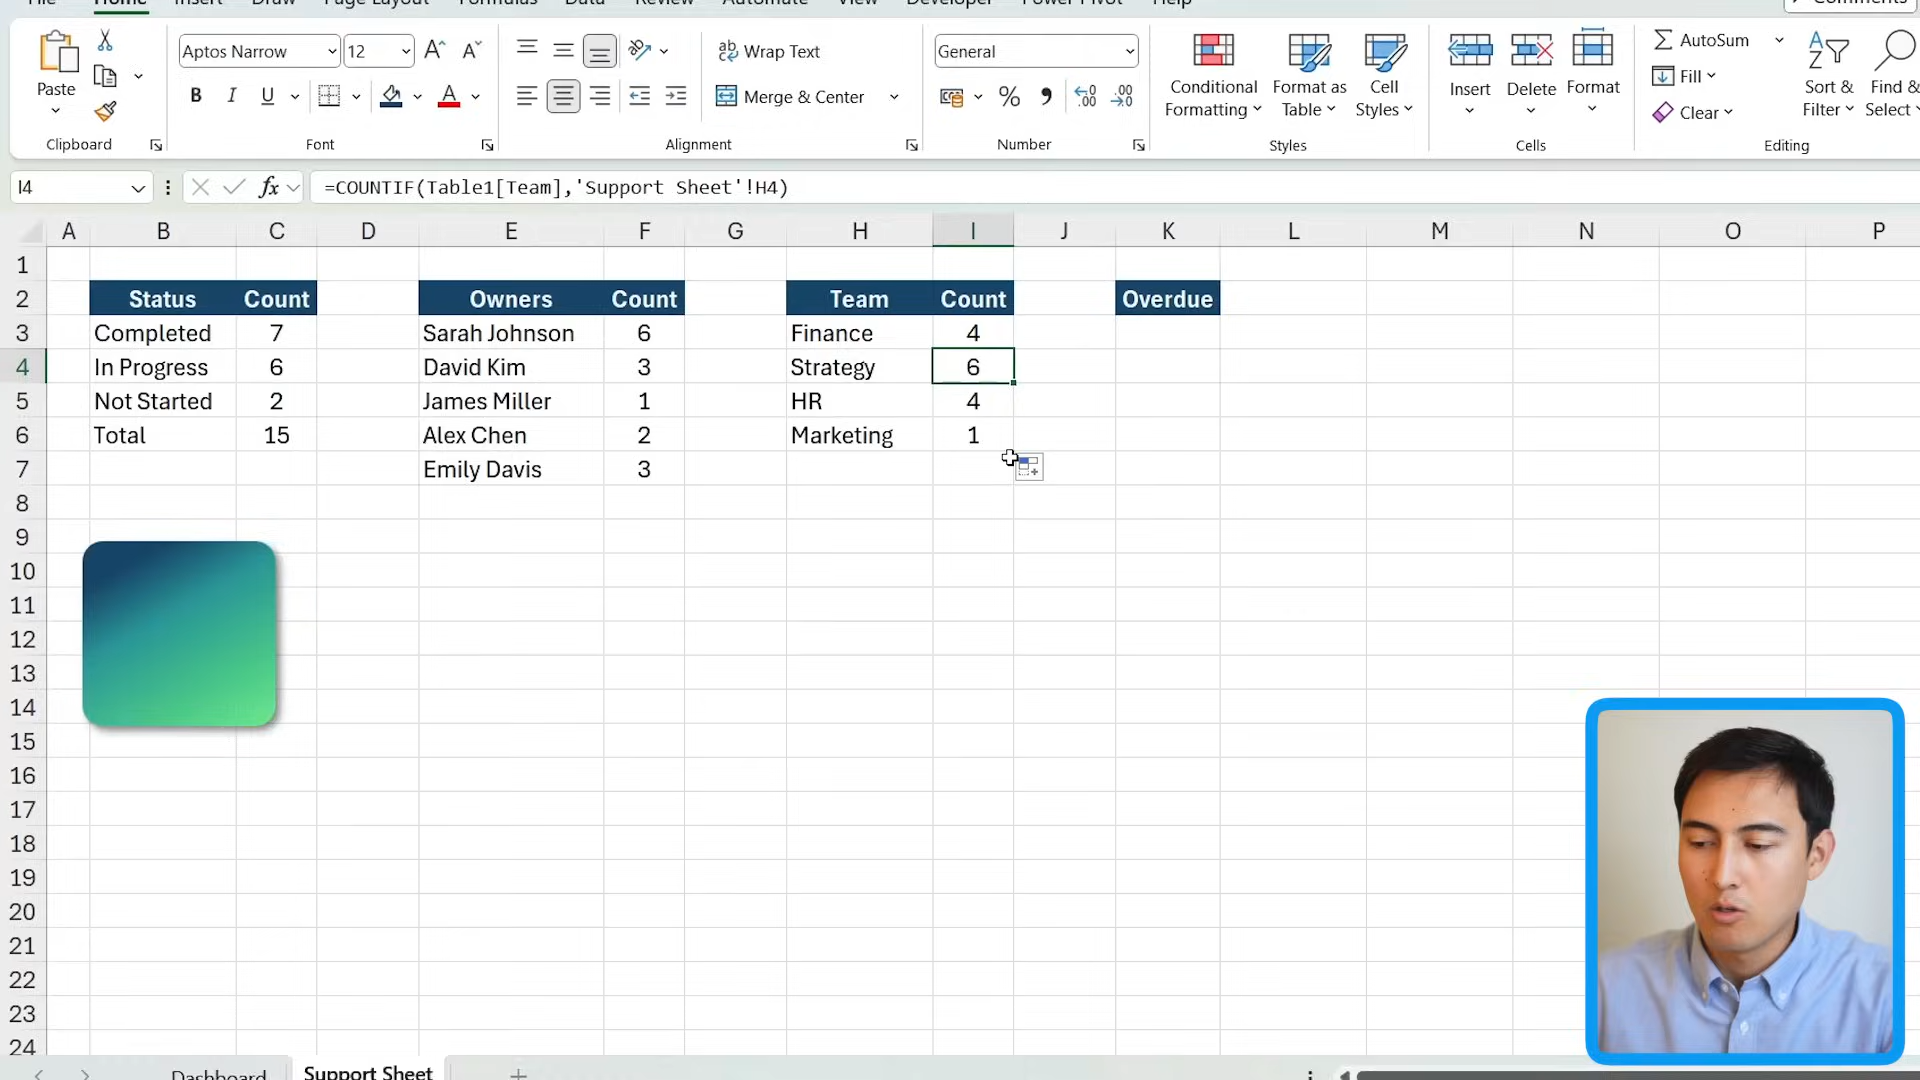 File Home Insert Draw Page Layout Formulas Data Review Automate View Developer Power Pivot Help Comments
Paste
Clipboard
Aptos Narrow 12
B I U
Font
Wrap Text
Merge & Center
Alignment
General
Number
Conditional Formatting
Format as Table
Cell Styles
Styles
Insert
Delete
Format
Cells
AutoSum
Fill
Clear
Sort & Filter
Find & Select
Editing
I4 fx =COUNTIF(Table1[Team],'Support Sheet'!H4)
A B C D E F G H I J K L M N O P
1
2 Status Count Owners Count Team Count Overdue
3 Completed 7 Sarah Johnson 6 Finance 4
4 In Progress 6 David Kim 3 Strategy 6
5 Not Started 2 James Miller 1 HR 4
6 Total 15 Alex Chen 2 Marketing 1
7 Emily Davis 3
8
9
10
11
12
13
14
15
16
17
18
19
20
21
22
23
24
Dashboard Support Sheet